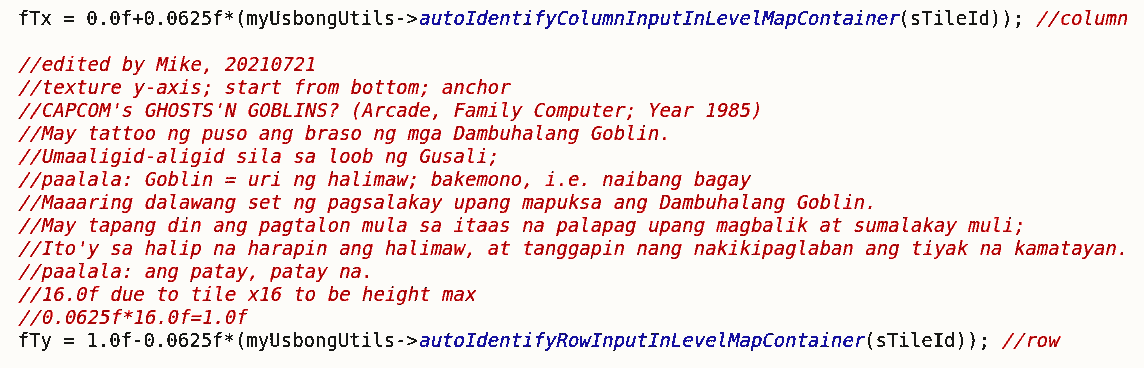 fTx = 0.0f+0.0625f*(myUsbongUtils->autoIdentifyColumnInputInLevelMapContainer(sTileId)); //column
//edited by Mike, 20210721
//texture y-axis; start from bottom; anchor
//CAPCOM's GHOSTS'N GOBLINS? (Arcade, Family Computer; Year 1985)
//May tattoo ng puso ang braso ng mga Dambuhalang Goblin.
//Umaaligid-aligid sila sa loob ng Gusali;
//paalala: Goblin = uri ng halimaw; bakemono, i.e. naibang bagay
//Maaaring dalawang set ng pagsalakay upang mapuksa ang Dambuhalang Goblin.
//May tapang din ang pagtalon mula sa itaas na palapag upang magbalik at sumalakay muli;
//Ito'y sa halip na harapin ang halimaw, at tanggapin nang nakikipaglaban ang tiyak na kamatayan.
//paalala: ang patay, patay na.
//16.0f due to tile x16 to be height max
//0.0625f*16.0f=1.0f
fTy = 1.0f-0.0625f*(myUsbongUtils->autoIdentifyRowInputInLevelMapContainer(sTileId)); //row